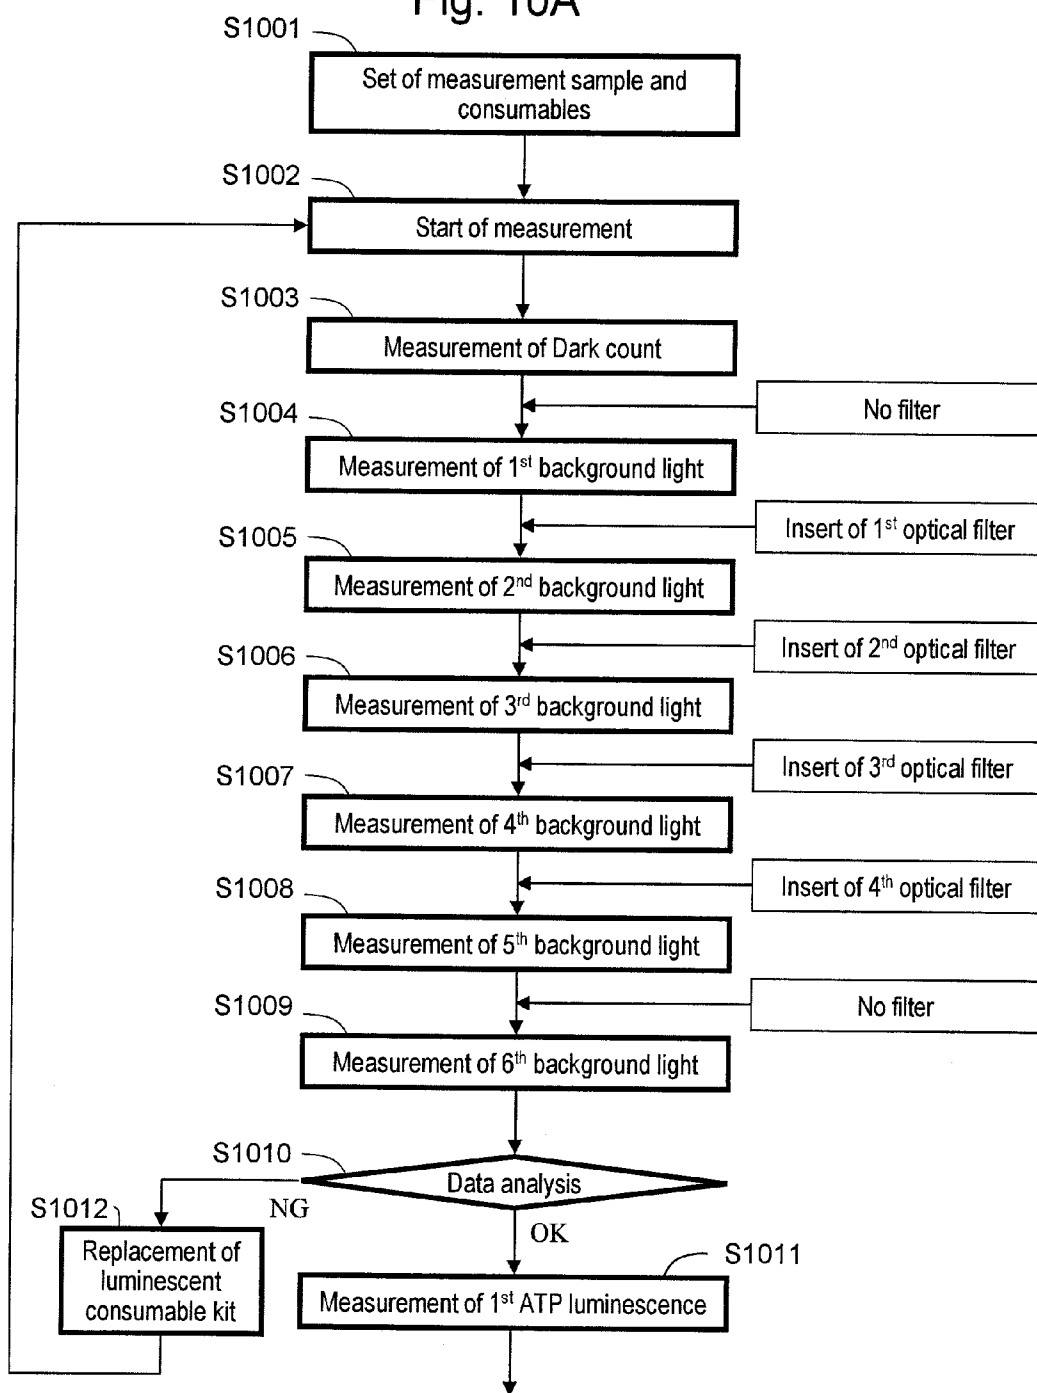 Fig. 10A
S1001
Set of measurement sample and
consumables
S1002
Start of measurement
S1003
Measurement of Dark count
No filter
S1004
Measurement of 1st background light
Insert of 1st optical filter
S1005
Measurement of 2nd background light
Insert of 2nd optical filter
S1006
Measurement of 3rd background light
Insert of 3rd optical filter
S1007
Measurement of 4th background light
Insert of 4th optical filter
S1008
Measurement of 5th background light
No filter
S1009
Measurement of 6th background light
S1010
Data analysis
NG
OK
S1012
Replacement of
luminescent
consumable kit
S1011
Measurement of 1st ATP luminescence